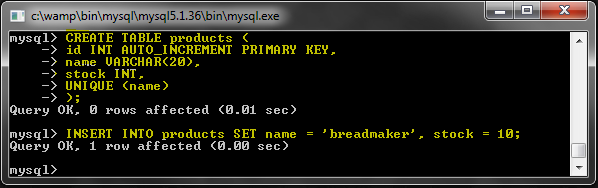 c:\wamp\bin\mysql\mysql5.1.36\bin\mysql.exe
mysql> CREATE TABLE products (
-> id INT AUTO_INCREMENT PRIMARY KEY,
-> name VARCHAR(20),
-> stock INT,
-> UNIQUE (name)
-> );
Query OK, 0 rows affected (0.01 sec)
mysql> INSERT INTO products SET name = 'breadmaker', stock = 10;
Query OK, 1 row affected (0.00 sec)
mysql>